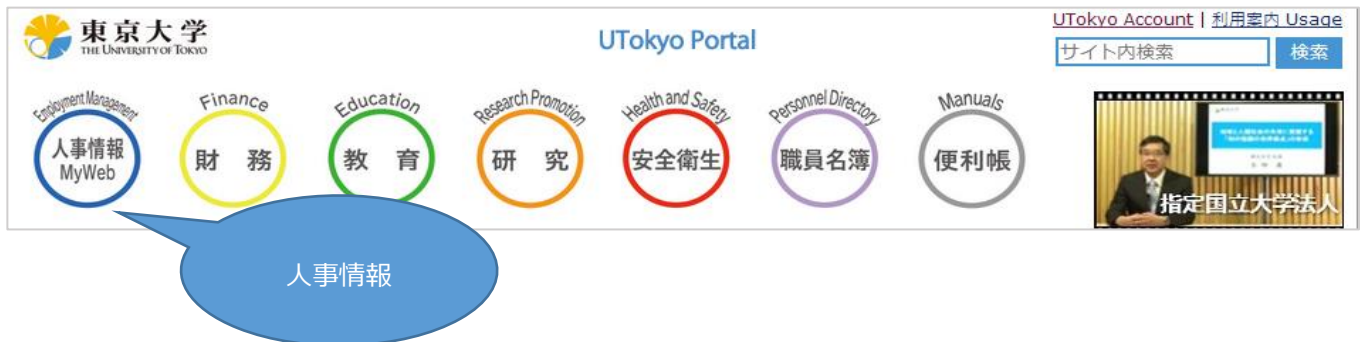 東京大学
THE UNIVERSITY OF TOKYO
UTokyo Portal
UTokyo Account | 利用案内 Usage
サイト内検索
検索
Employment Management
人事情報
MyWeb
Finance
財 務
Education
教 育
Research Promotion
研 究
Health and Safety
安全衛生
Personnel Directory
職員名簿
Manuals
便利帳
指定国立大学法人
人事情報